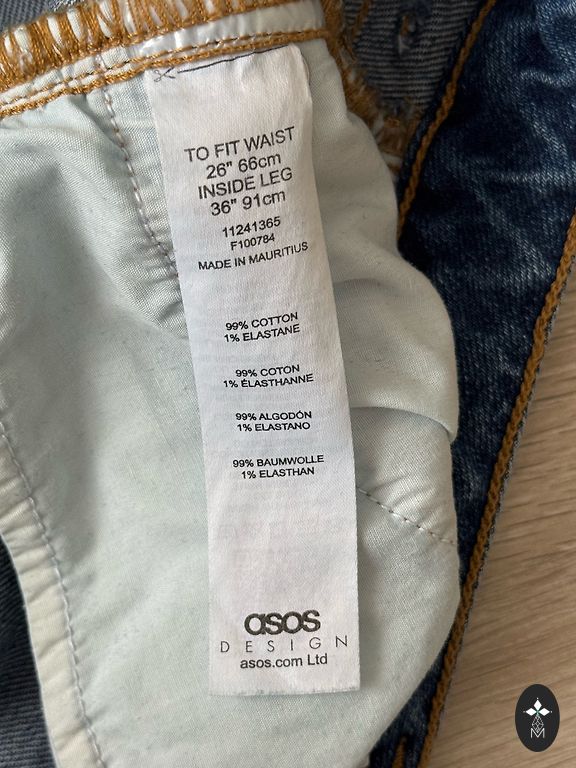 TO FIT WAIST
26" 66cm
INSIDE LEG
36" 91cm
11241365
F100784
MADE IN MAURITIUS
99% COTTON
1% ELASTANE
99% COTON
1% ÉLASTHANNE
99% ALGODÓN
1% ELASTANO
99% BAUMWOLLE
1% ELASTHAN
asos
DESIGN
asos.com Ltd
M